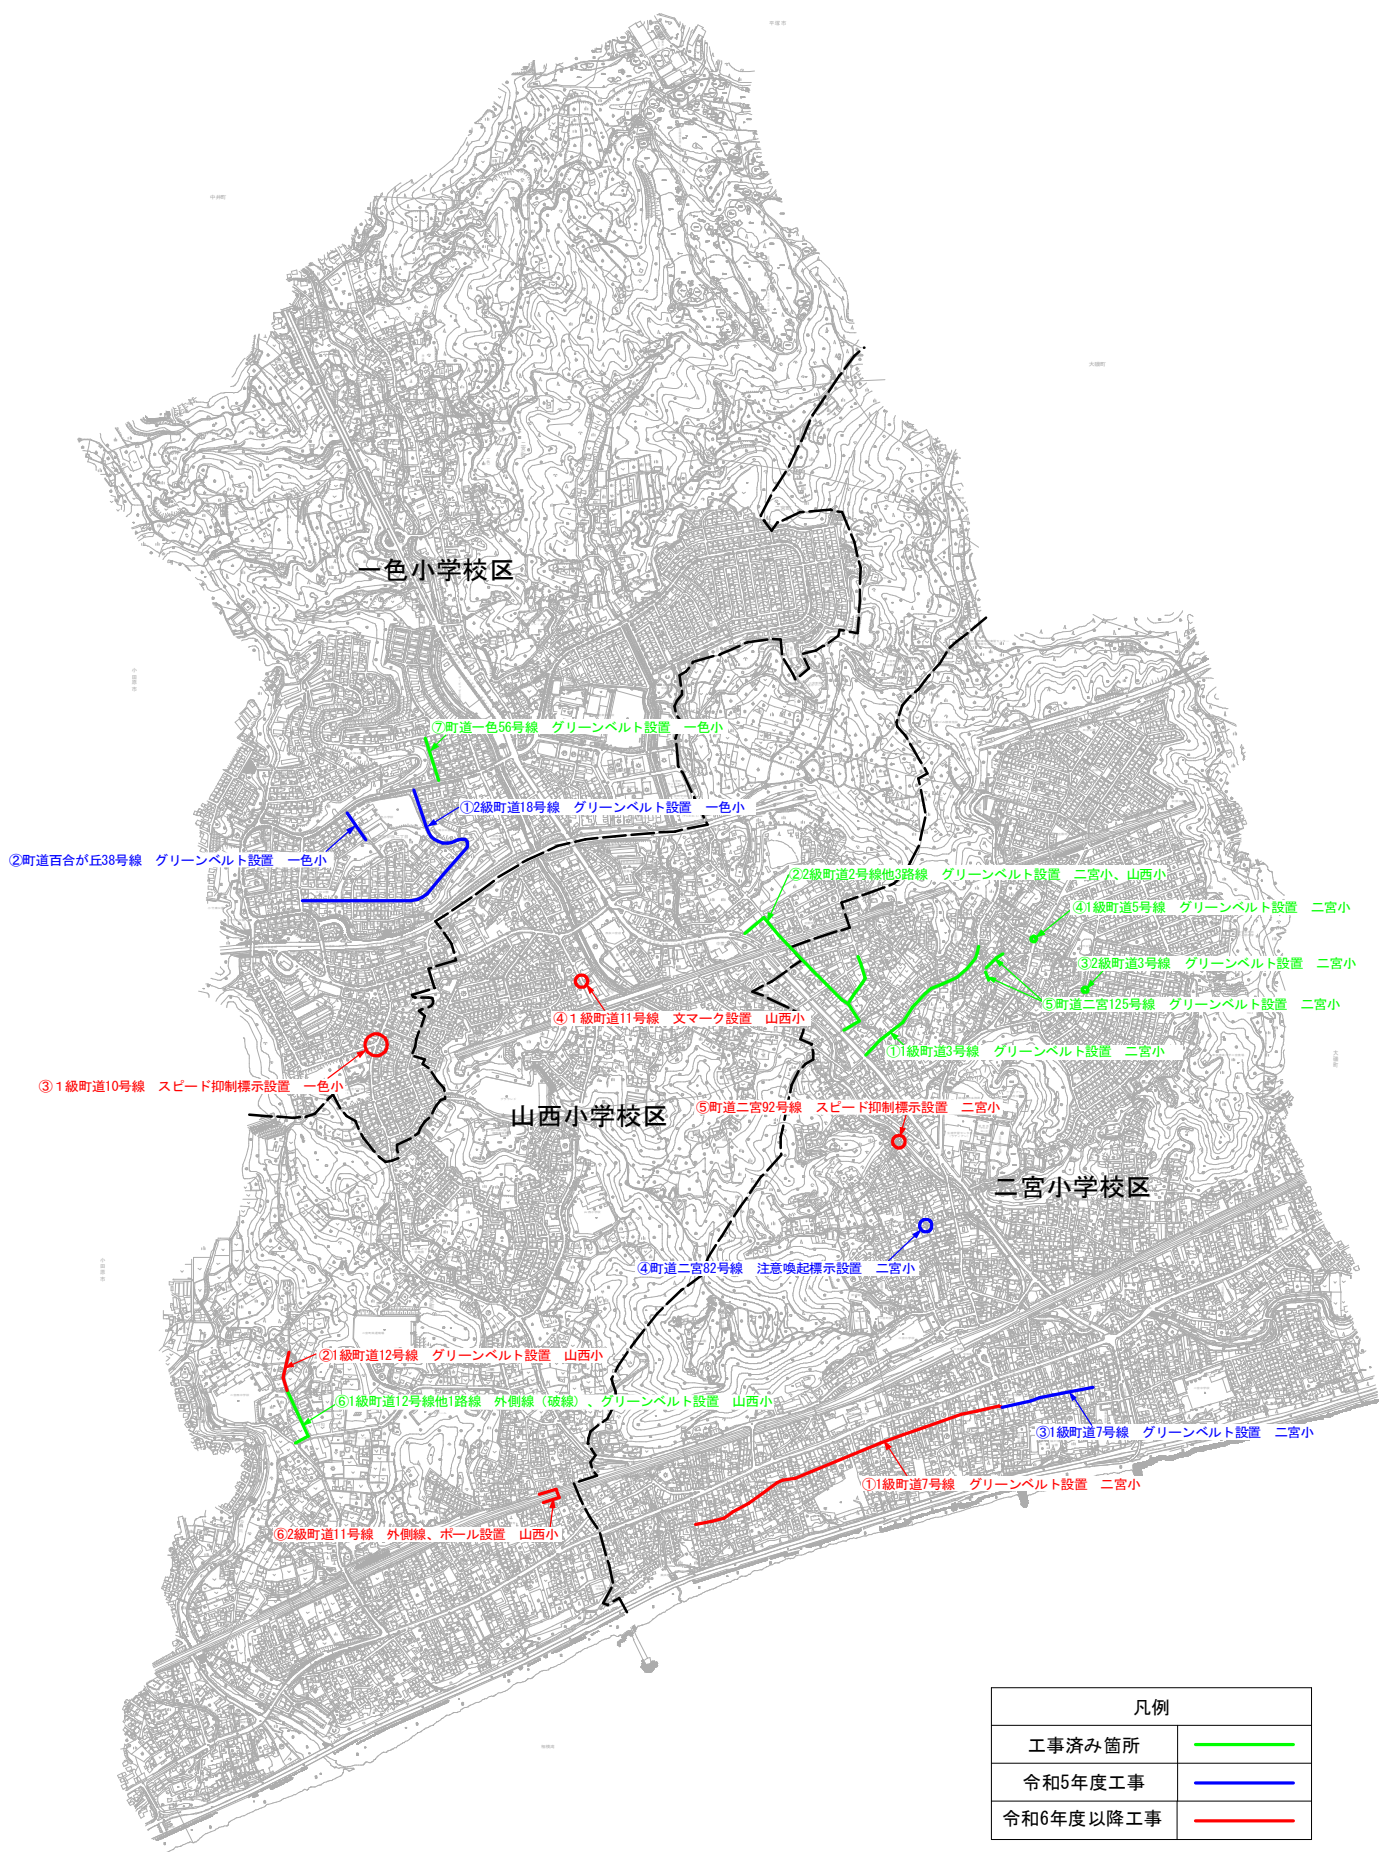 平塚市
中井町
大磯町
一色小学校区
小田原市
⑦町道一色56号線　グリーンベルト設置　一色小
①2級町道18号線　グリーンベルト設置　一色小
②町道百合が丘38号線　グリーンベルト設置　一色小
②2級町道2号線他3路線　グリーンベルト設置　二宮小、山西小
④1級町道5号線　グリーンベルト設置　二宮小
③2級町道3号線　グリーンベルト設置　二宮小
⑤町道二宮125号線　グリーンベルト設置　二宮小
④１級町道11号線　文マーク設置　山西小
①1級町道3号線　グリーンベルト設置　二宮小
大磯町
③１級町道10号線　スピード抑制標示設置　一色小
山西小学校区
⑤町道二宮92号線　スピード抑制標示設置　二宮小
二宮小学校区
小田原市
④町道二宮82号線　注意喚起標示設置　二宮小
②1級町道12号線　グリーンベルト設置　山西小
⑥1級町道12号線他1路線　外側線（破線）、グリーンベルト設置　山西小
③1級町道7号線　グリーンベルト設置　二宮小
①1級町道7号線　グリーンベルト設置　二宮小
⑥2級町道11号線　外側線、ポール設置　山西小
凡例
工事済み箇所
令和5年度工事
令和6年度以降工事